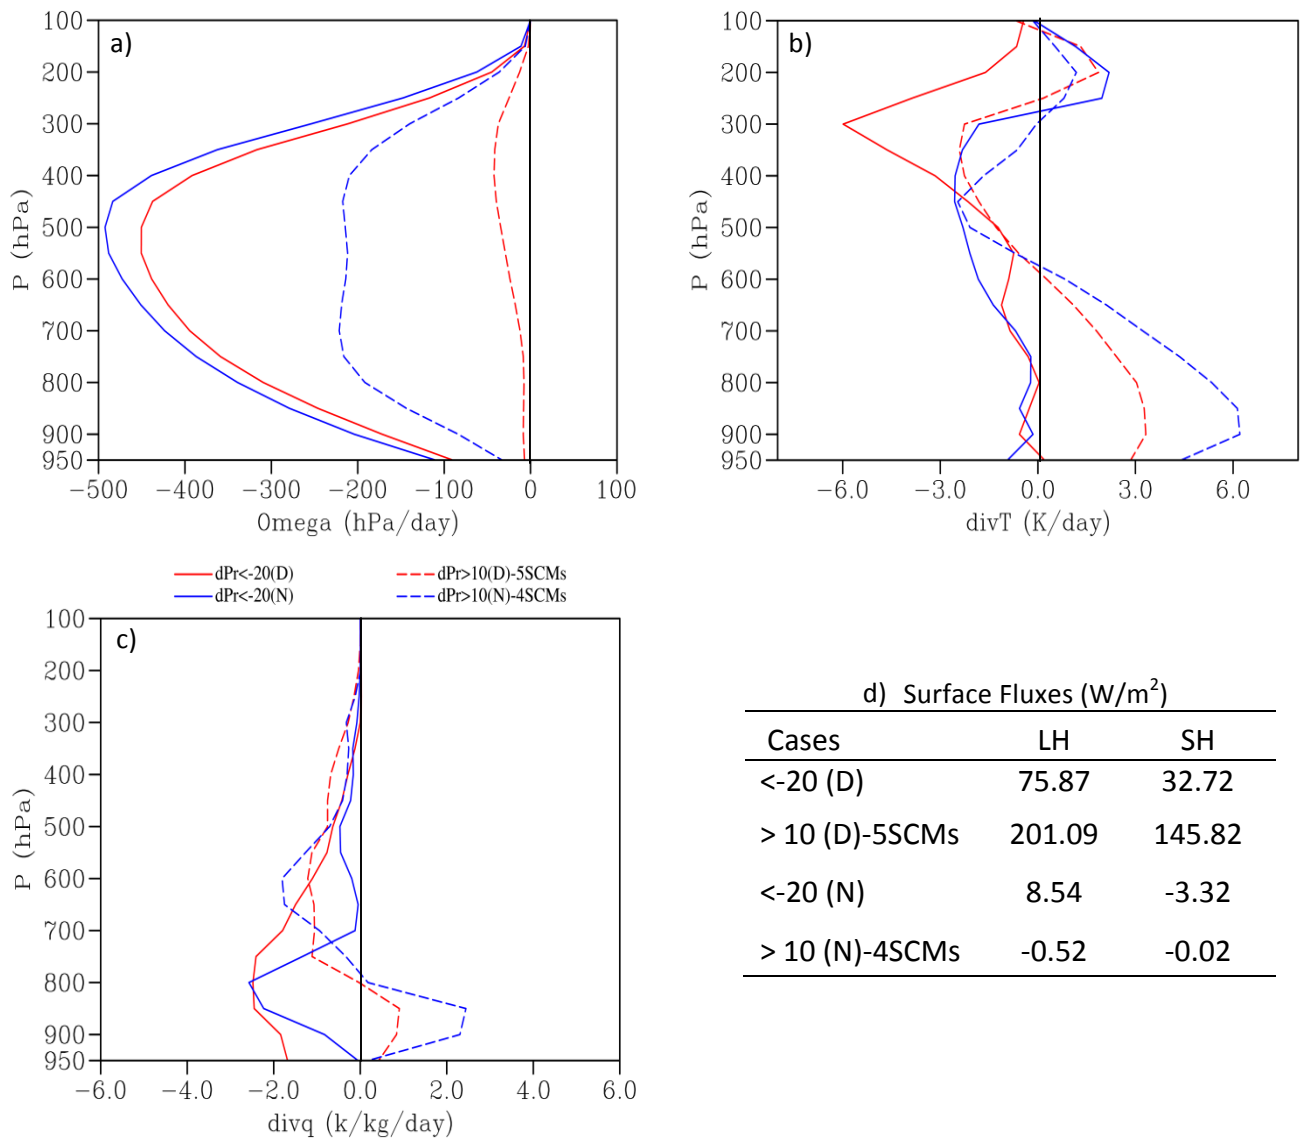 a)
100
200
300
400
500
600
700
800
900
950
P (hPa)
−500 −400 −300 −200 −100 0 100
Omega (hPa/day)
b)
100
200
300
400
500
600
700
800
900
950
P (hPa)
−6.0 −3.0 0.0 3.0 6.0
divT (K/day)
dPr<-20(D) dPr>10(D)-5SCMs
dPr<-20(N) dPr>10(N)-4SCMs
c)
100
200
300
400
500
600
700
800
900
950
P (hPa)
−6.0 −4.0 −2.0 0.0 2.0 4.0 6.0
divq (k/kg/day)
d) Surface Fluxes (W/m²)
Cases LH SH
<-20 (D) 75.87 32.72
> 10 (D)-5SCMs 201.09 145.82
<-20 (N) 8.54 -3.32
> 10 (N)-4SCMs -0.52 -0.02